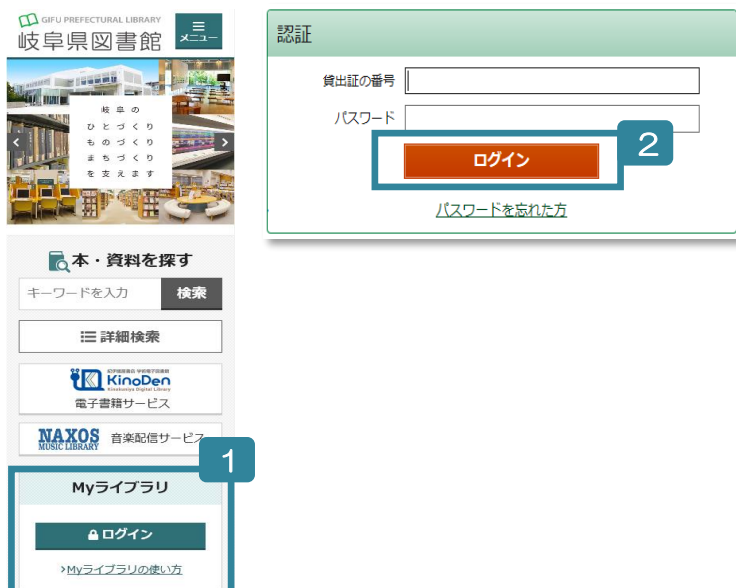 GIFU PREFECTURAL LIBRARY
岐阜県図書館
メニュー
岐阜の
ひとづくり
ものづくり
まちづくり
を支えます
本・資料を探す
キーワードを入力
検索
詳細検索
KinoDen
Kinokuniya Digital Library
電子書籍サービス
NAXOS
MUSIC LIBRARY
音楽配信サービス
1
Myライブラリ
ログイン
>Myライブラリの使い方
認証
貸出証の番号
パスワード
ログイン
2
パスワードを忘れた方